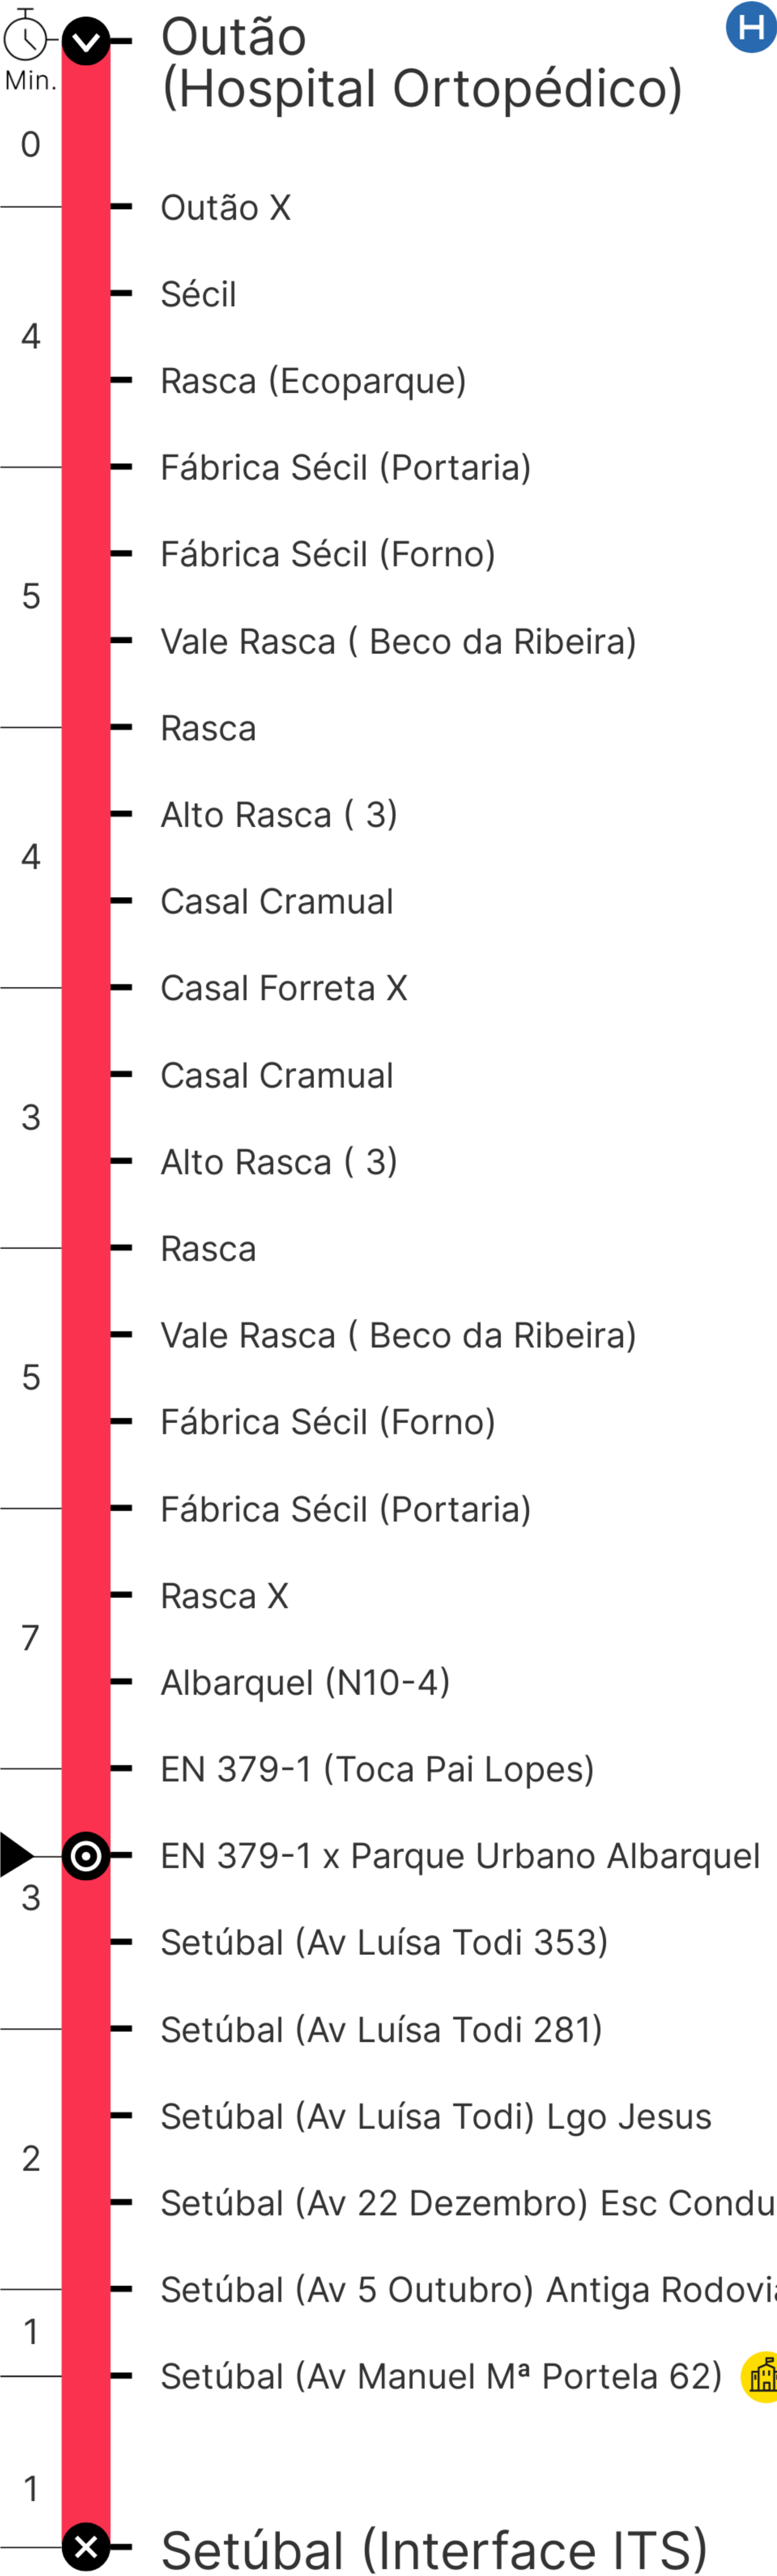 Outão
(Hospital Ortopédico)
H
Min.
0
Outão X
Sécil
4
Rasca (Ecoparque)
Fábrica Sécil (Portaria)
Fábrica Sécil (Forno)
5
Vale Rasca ( Beco da Ribeira)
Rasca
Alto Rasca ( 3)
4
Casal Cramual
Casal Forreta X
Casal Cramual
3
Alto Rasca ( 3)
Rasca
Vale Rasca ( Beco da Ribeira)
5
Fábrica Sécil (Forno)
Fábrica Sécil (Portaria)
Rasca X
7
Albarquel (N10-4)
EN 379-1 (Toca Pai Lopes)
EN 379-1 x Parque Urbano Albarquel
3
Setúbal (Av Luísa Todi 353)
Setúbal (Av Luísa Todi 281)
Setúbal (Av Luísa Todi) Lgo Jesus
2
Setúbal (Av 22 Dezembro) Esc Condu
Setúbal (Av 5 Outubro) Antiga Rodovi
1
Setúbal (Av Manuel Mª Portela 62)
1
Setúbal (Interface ITS)